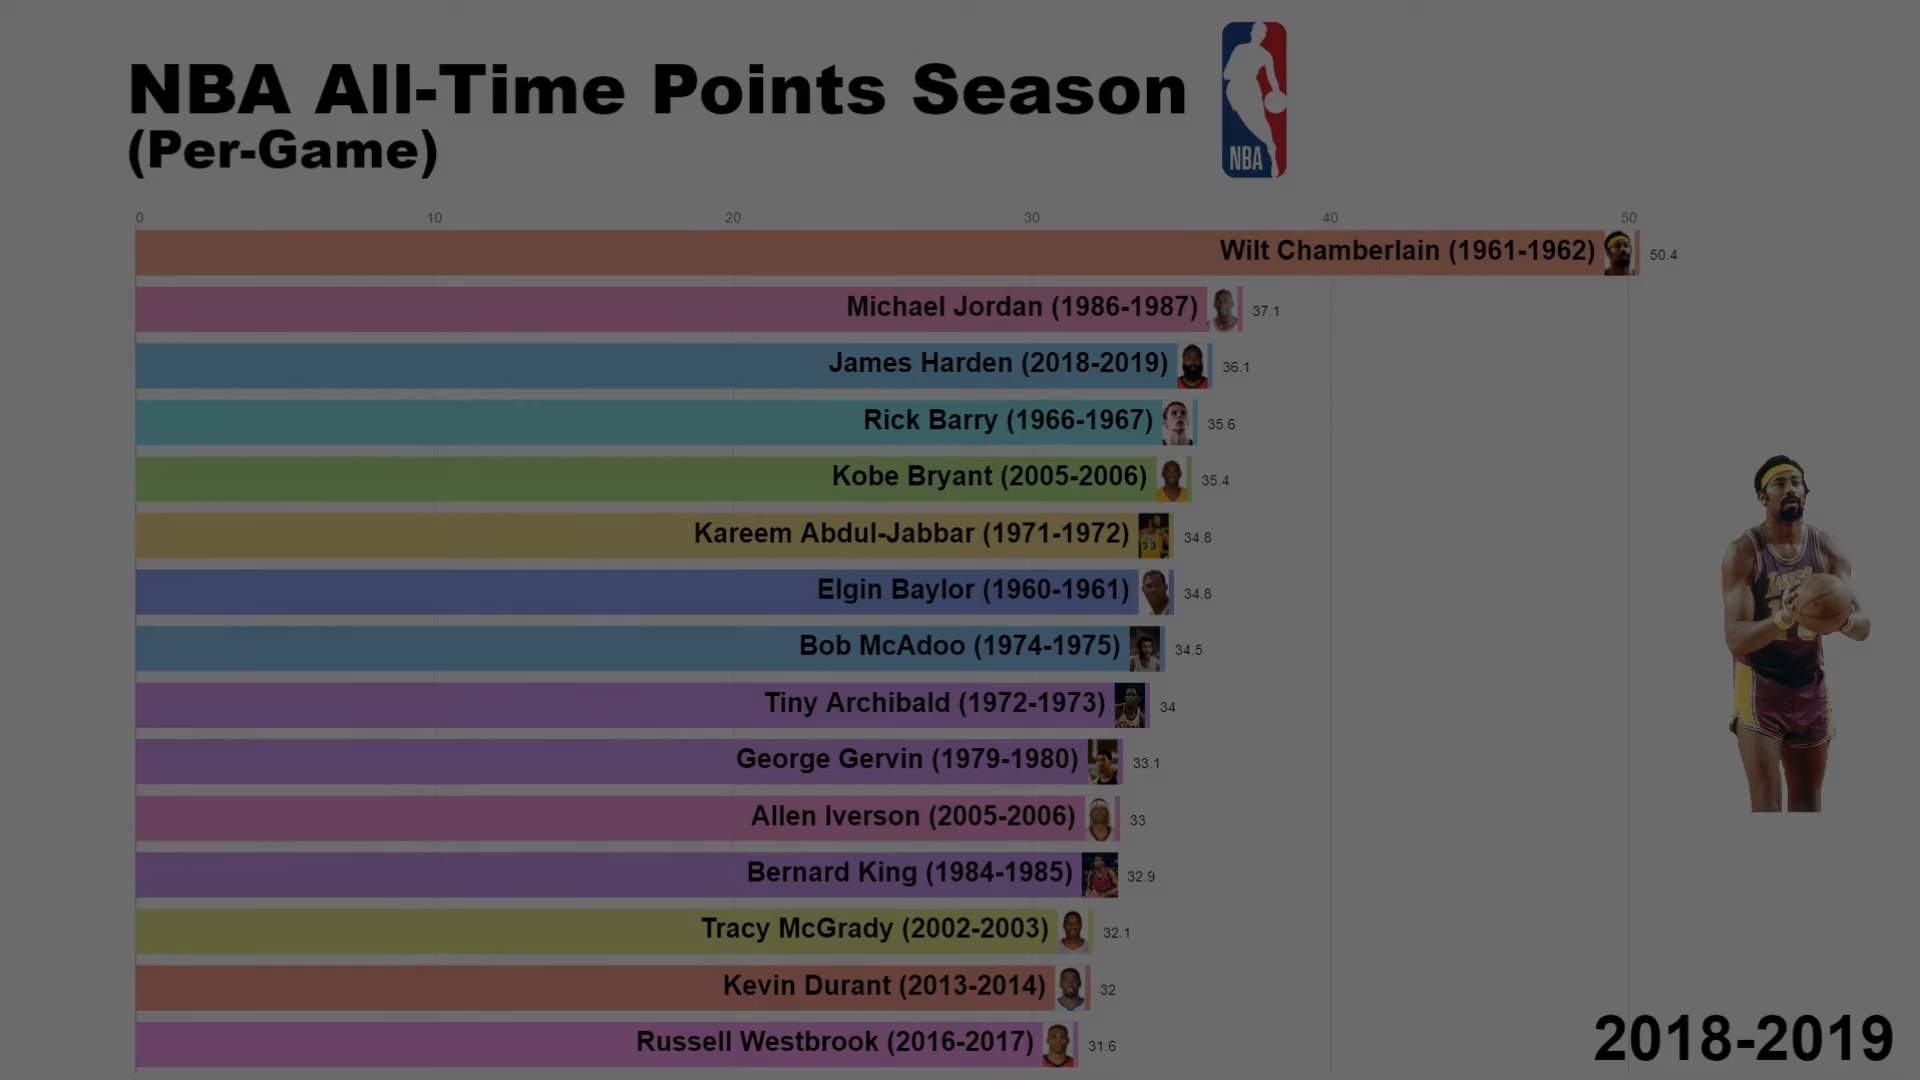 NBA All-Time Points Season
(Per-Game)
NBA
0 10 20 30 40 50
Wilt Chamberlain (1961-1962) 50.4
Michael Jordan (1986-1987) 37.1
James Harden (2018-2019) 36.1
Rick Barry (1966-1967) 35.6
Kobe Bryant (2005-2006) 35.4
Kareem Abdul-Jabbar (1971-1972) 34.8
Elgin Baylor (1960-1961) 34.8
Bob McAdoo (1974-1975) 34.5
Tiny Archibald (1972-1973) 34
George Gervin (1979-1980) 33.1
Allen Iverson (2005-2006) 33
Bernard King (1984-1985) 32.9
Tracy McGrady (2002-2003) 32.1
Kevin Durant (2013-2014) 32
Russell Westbrook (2016-2017) 31.6
2018-2019